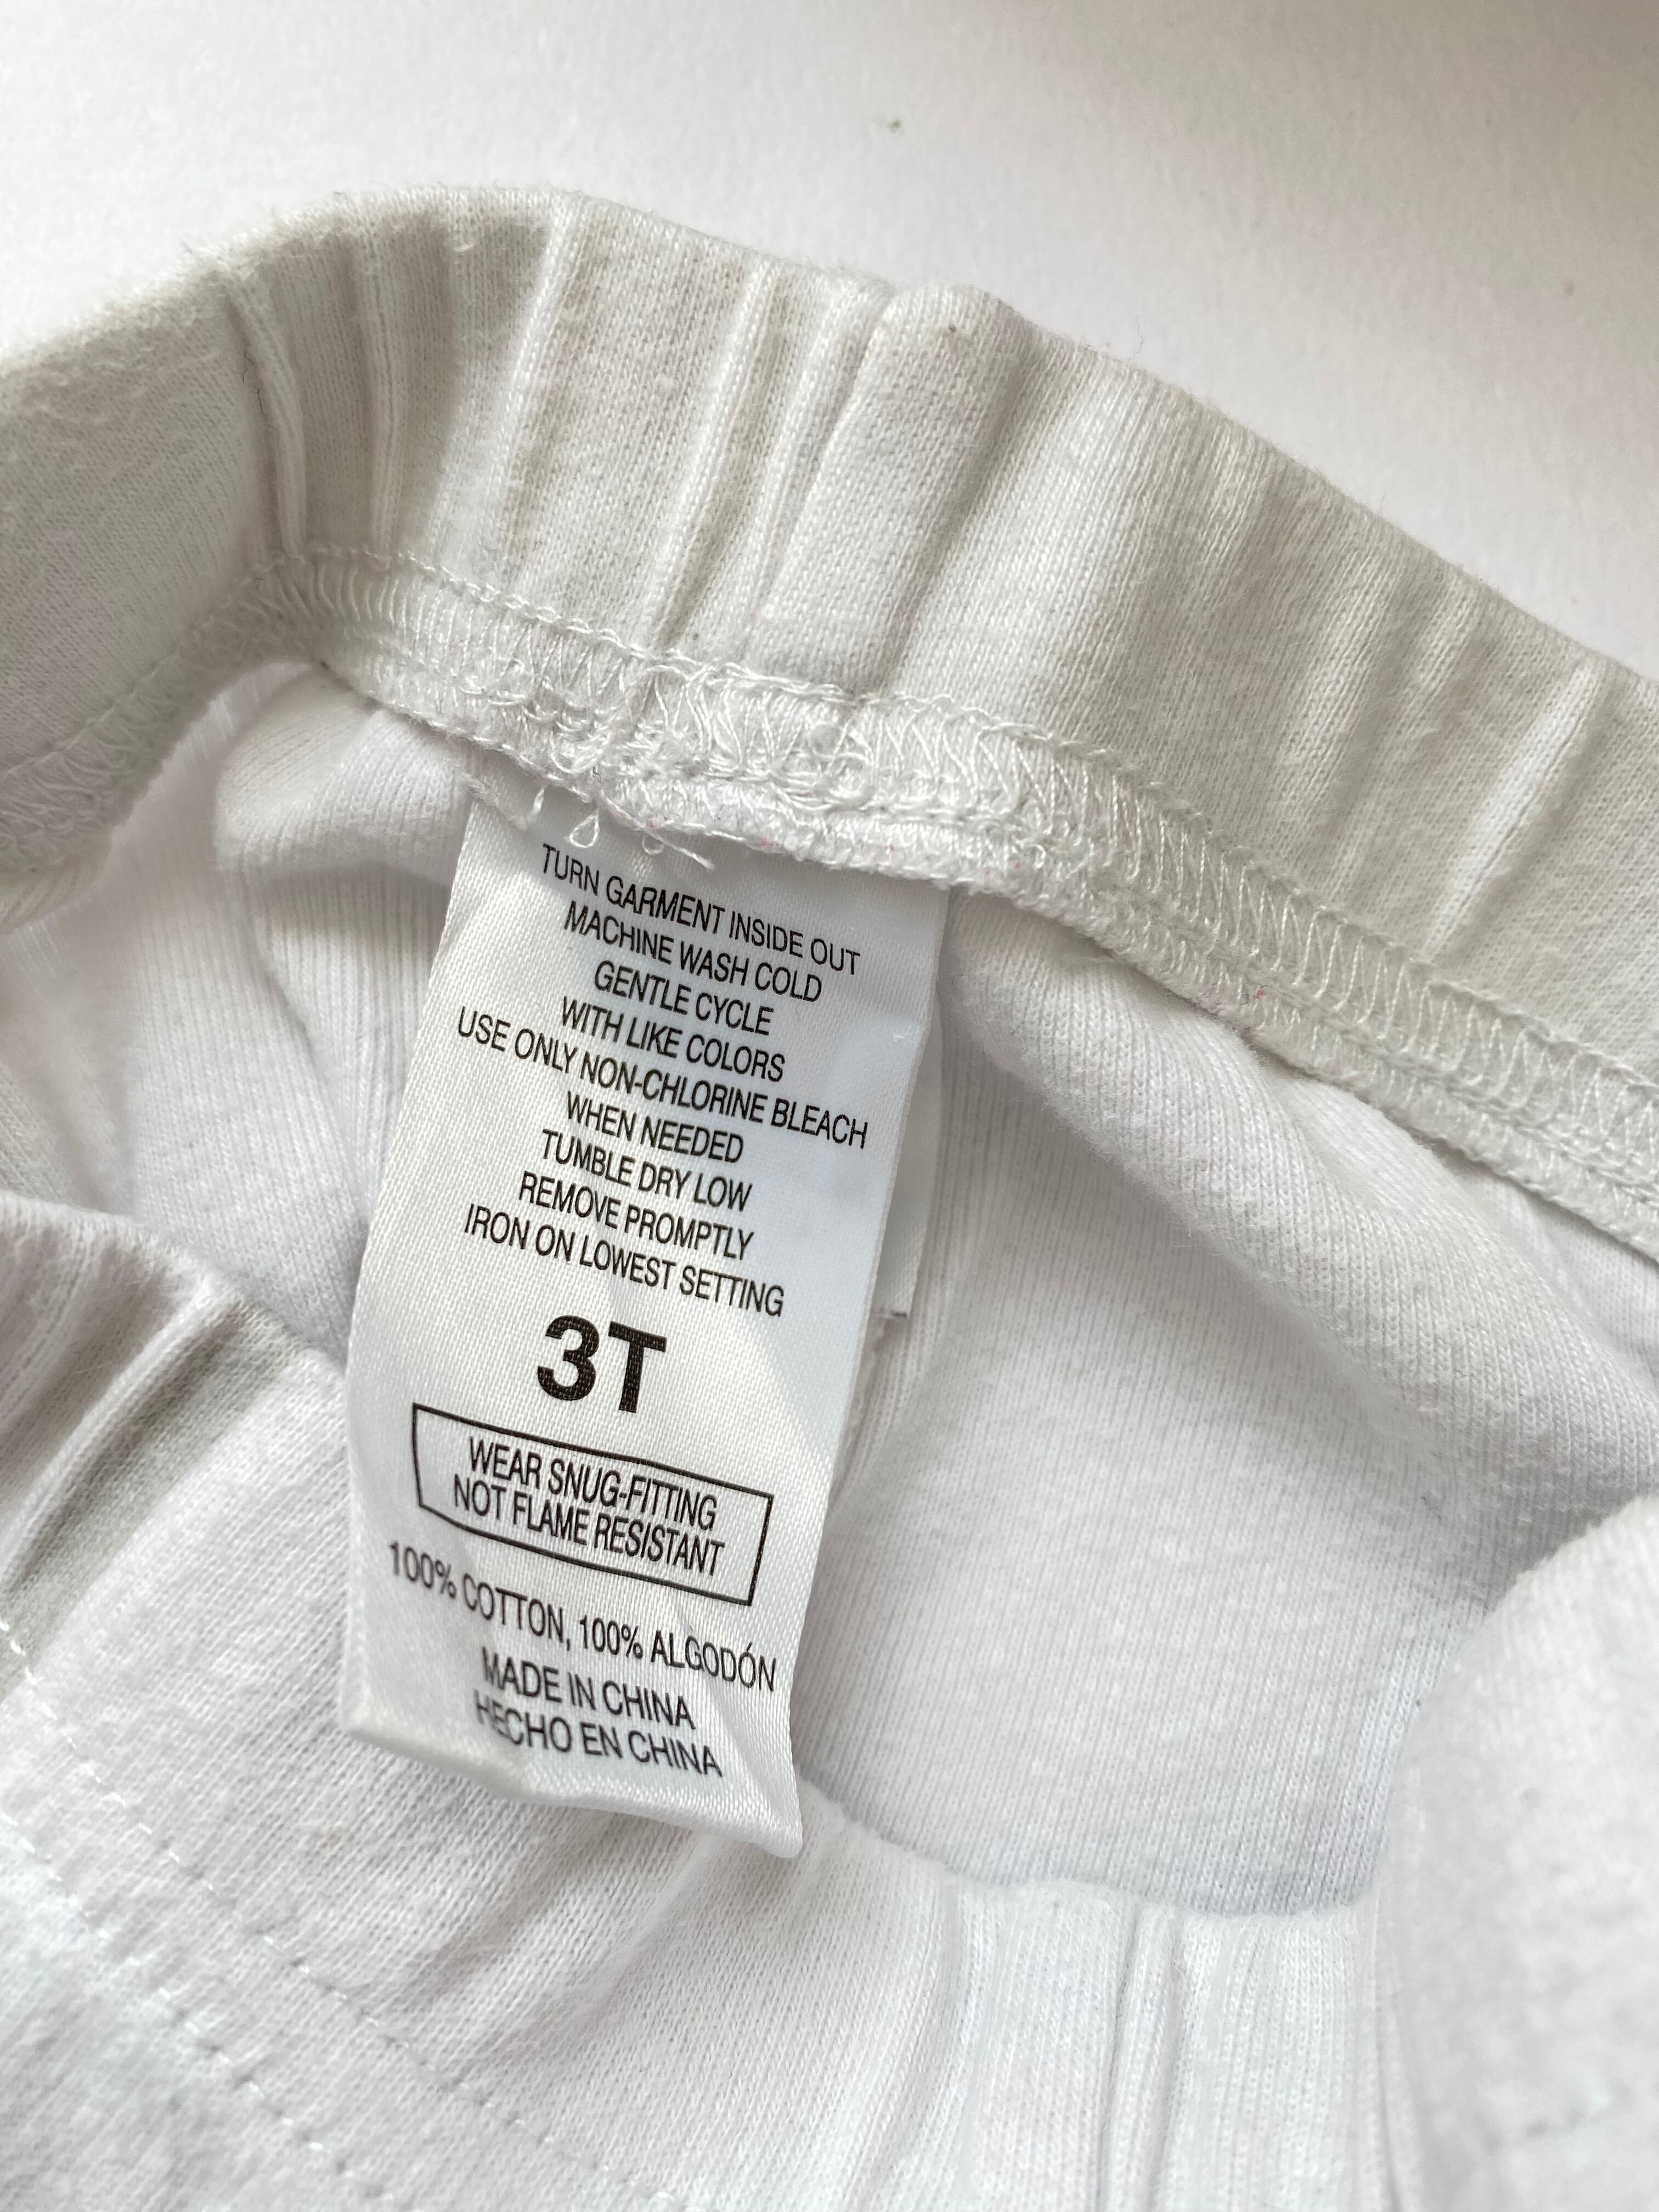 TURN GARMENT INSIDE OUT
MACHINE WASH COLD
GENTLE CYCLE
WITH LIKE COLORS
USE ONLY NON-CHLORINE BLEACH
WHEN NEEDED
TUMBLE DRY LOW
REMOVE PROMPTLY
IRON ON LOWEST SETTING
3T
WEAR SNUG-FITTING
NOT FLAME RESISTANT
100% COTTON, 100% ALGODÓN
MADE IN CHINA
HECHO EN CHINA